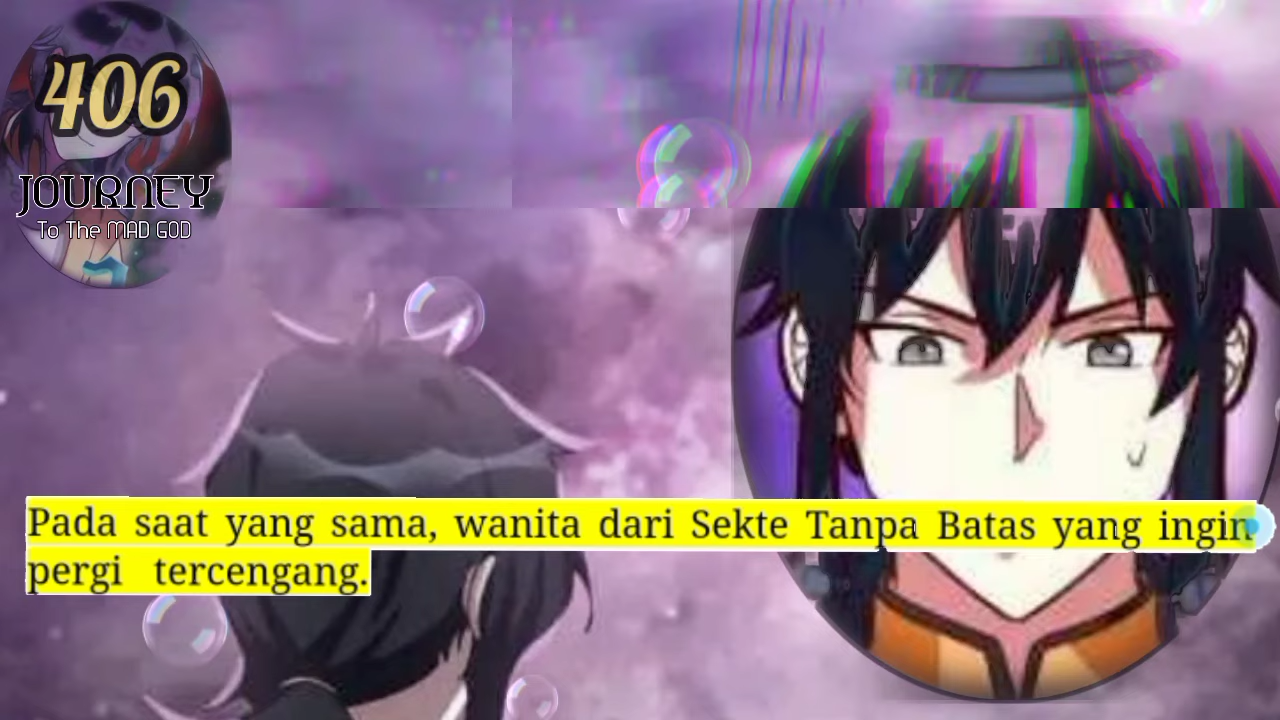 406
JOURNEY
To The MAD GOD
Pada saat yang sama, wanita dari Sekte Tanpa Batas yang ingin
pergi tercengang.